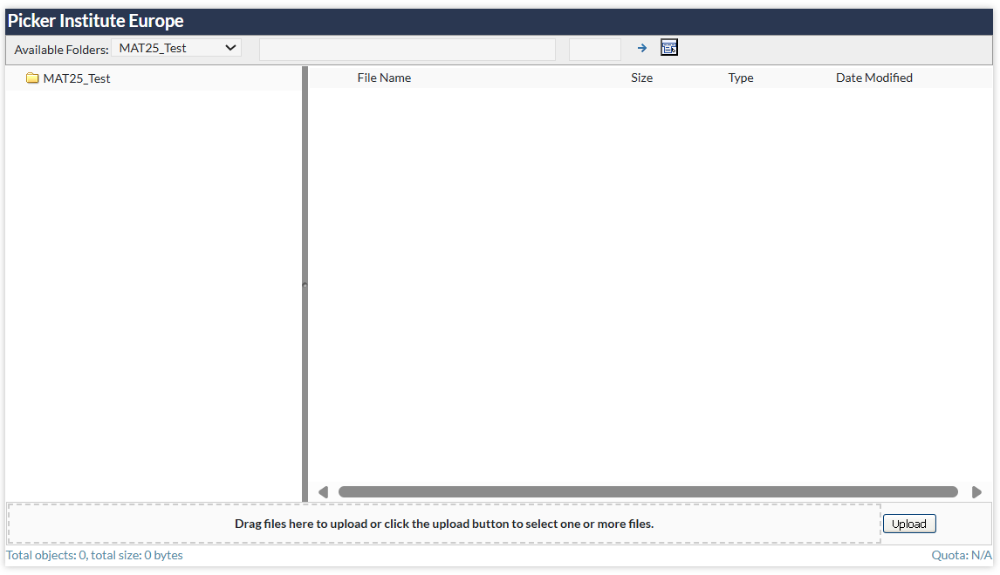 Picker Institute Europe
Available Folders: MAT25_Test
MAT25_Test
File Name Size Type Date Modified
Drag files here to upload or click the upload button to select one or more files. Upload
Total objects: 0, total size: 0 bytes Quota: N/A